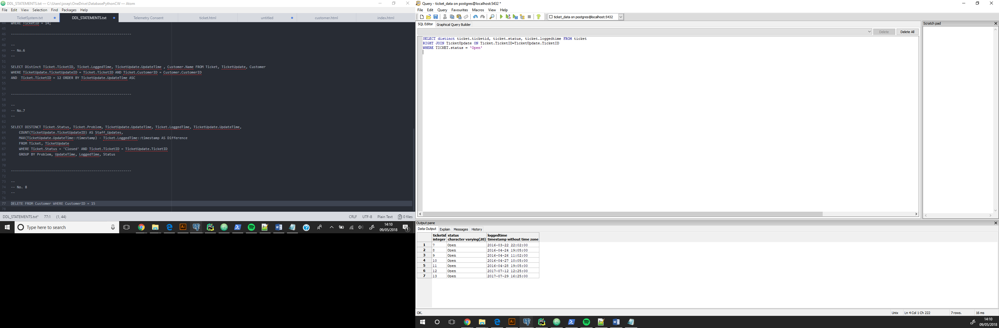 DDL_STATEMENTS.txt — C:\Users\josep\OneDrive\DatabasePythonCW — Atom
File Edit View Selection Find Packages Help
TicketSystem.txt DDL_STATEMENTS.txt Telemetry Consent ticket.html untitled customer.html index.html
44 WHERE TicketID = 14;
45
46 ------------------------------------------------------------
47
48 --
49 -- No.6
50 --
51
52 SELECT Distinct Ticket.TicketID, Ticket.LoggedTime, TicketUpdate.UpdateTime , Customer.Name FROM Ticket, TicketUpdate, Customer
53 WHERE TicketUpdate.TicketUpdateID = Ticket.TicketID AND Ticket.CustomerID = Customer.CustomerID
54 AND  Ticket.TicketID = 12 ORDER BY TicketUpdate.UpdateTime ASC
55
56
57 ------------------------------------------------------------
58
59 --
60 -- No.7
61 --
62
63 SELECT DISTINCT Ticket.Status, Ticket.Problem, TicketUpdate.UpdateTime, Ticket.LoggedTime, TicketUpdate.UpdateTime,
64 COUNT(TicketUpdate.TicketUpdateID) AS Staff_Updates,
65 MAX(TicketUpdate.UpdateTime::timestamp) - Ticket.LoggedTime::timestamp AS Difference
66 FROM Ticket, TicketUpdate
67 WHERE Ticket.Status = 'Closed' AND Ticket.TicketID = TicketUpdate.TicketID
68 GROUP BY Problem, UpdateTime, LoggedTime, Status
69
70
71 ------------------------------------------------------------
72
73 --
74 -- No. 8
75 --
76
77 DELETE FROM Customer WHERE CustomerID = 15
78
DDL_STATEMENTS.txt* 77:1 (1, 44) CRLF UTF-8 Plain Text 0 files
Type here to search
14:10
09/05/2018
1
Query - ticket_data on postgres@localhost:5432 *
File Edit Query Favourites Macros View Help
ticket_data on postgres@localhost:5432
SQL Editor Graphical Query Builder
Delete Delete All
SELECT distinct ticket.ticketid, ticket.status, ticket.loggedtime FROM ticket
RIGHT JOIN TicketUpdate ON Ticket.TicketID=TicketUpdate.TicketID
WHERE TICKET.status = 'Open'
Scratch pad
Output pane
Data Output Explain Messages History
ticketid status loggedtime
integer character varying(20) timestamp without time zone
1 7 Open 2016-03-22 22:02:00
2 8 Open 2016-04-24 19:05:00
3 9 Open 2016-04-26 11:02:00
4 10 Open 2016-04-27 10:05:00
5 11 Open 2016-04-28 19:05:00
6 12 Open 2017-07-12 12:25:00
7 13 Open 2017-07-29 16:25:00
OK. Unix Ln 4 Col 1 Ch 222 7 rows. 16 ms
Ai PC W
14:10
09/05/2018